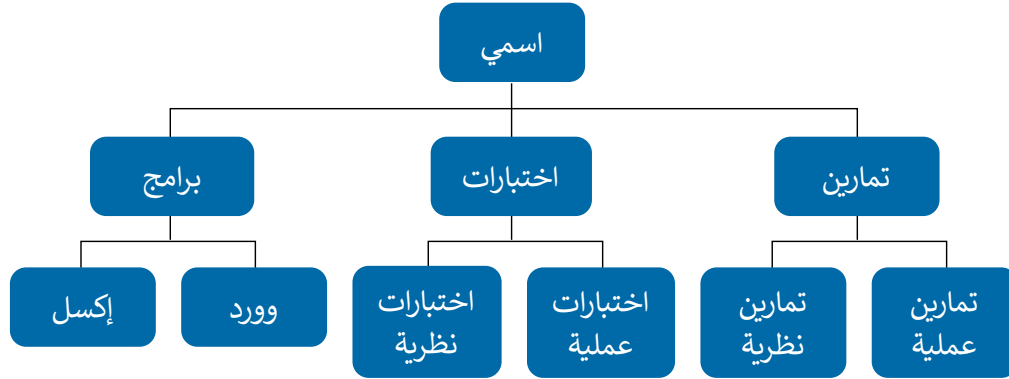 اسمي
تمارين
اختبارات
برامج
تمارين
عملية
تمارين
نظرية
اختبارات
عملية
اختبارات
نظرية
وورد
إكسل